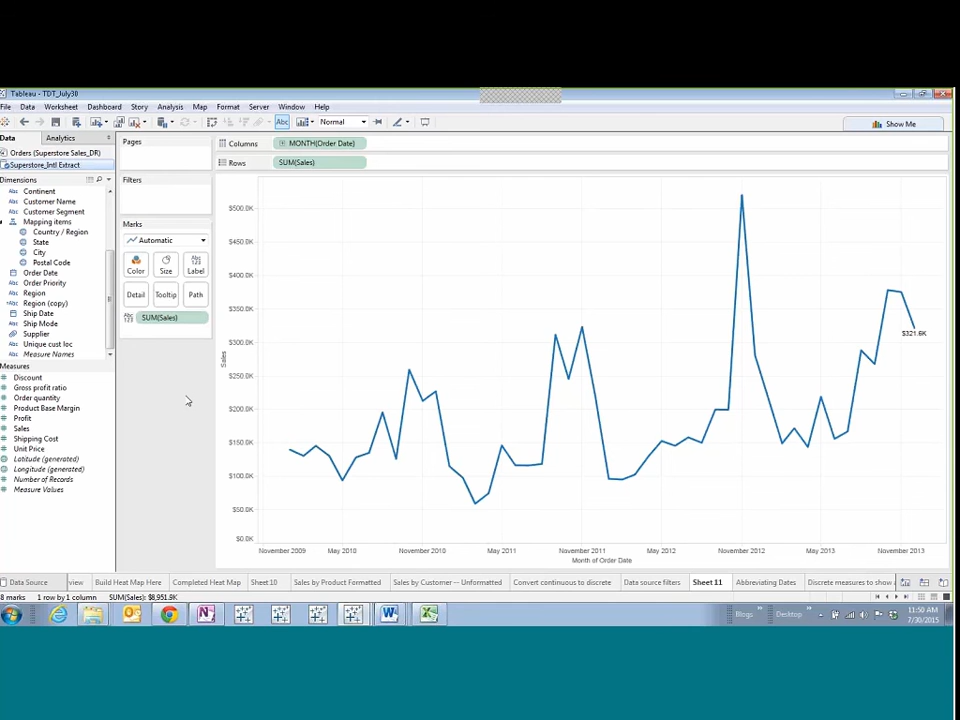 Tableau - TDT_July30
File Data Worksheet Dashboard Story Analysis Map Format Server Window Help
Abc Normal Show Me
Data Analytics
Orders (Superstore Sales_DR)
Superstore_Intl Extract
Dimensions
Continent
Customer Name
Customer Segment
Mapping items
Country / Region
State
City
Postal Code
Order Date
Order Priority
Region
Region (copy)
Ship Date
Ship Mode
Supplier
Unique cust loc
Measure Names
Measures
Discount
Gross profit ratio
Order quantity
Product Base Margin
Profit
Sales
Shipping Cost
Unit Price
Latitude (generated)
Longitude (generated)
Number of Records
Measure Values
Pages
Filters
Marks
Automatic
Color Size Label
Detail Tooltip Path
SUM(Sales)
Columns MONTH(Order Date)
Rows SUM(Sales)
Sales
$500.0K
$450.0K
$400.0K
$350.0K
$300.0K
$250.0K
$200.0K
$150.0K
$100.0K
$50.0K
$0.0K
$321.6K
November 2009 May 2010 November 2010 May 2011 November 2011 May 2012 November 2012 May 2013 November 2013
Month of Order Date
Data Source view Build Heat Map Here Completed Heat Map Sheet 10 Sales by Product Formatted Sales by Customer -- Unformatted Convert continuous to discrete Data source filters Sheet 11 Abbreviating Dates Discrete measures to show
8 marks 1 row by 1 column SUM(Sales): $8,951.9K
Blogs Desktop 11:50 AM
7/30/2015